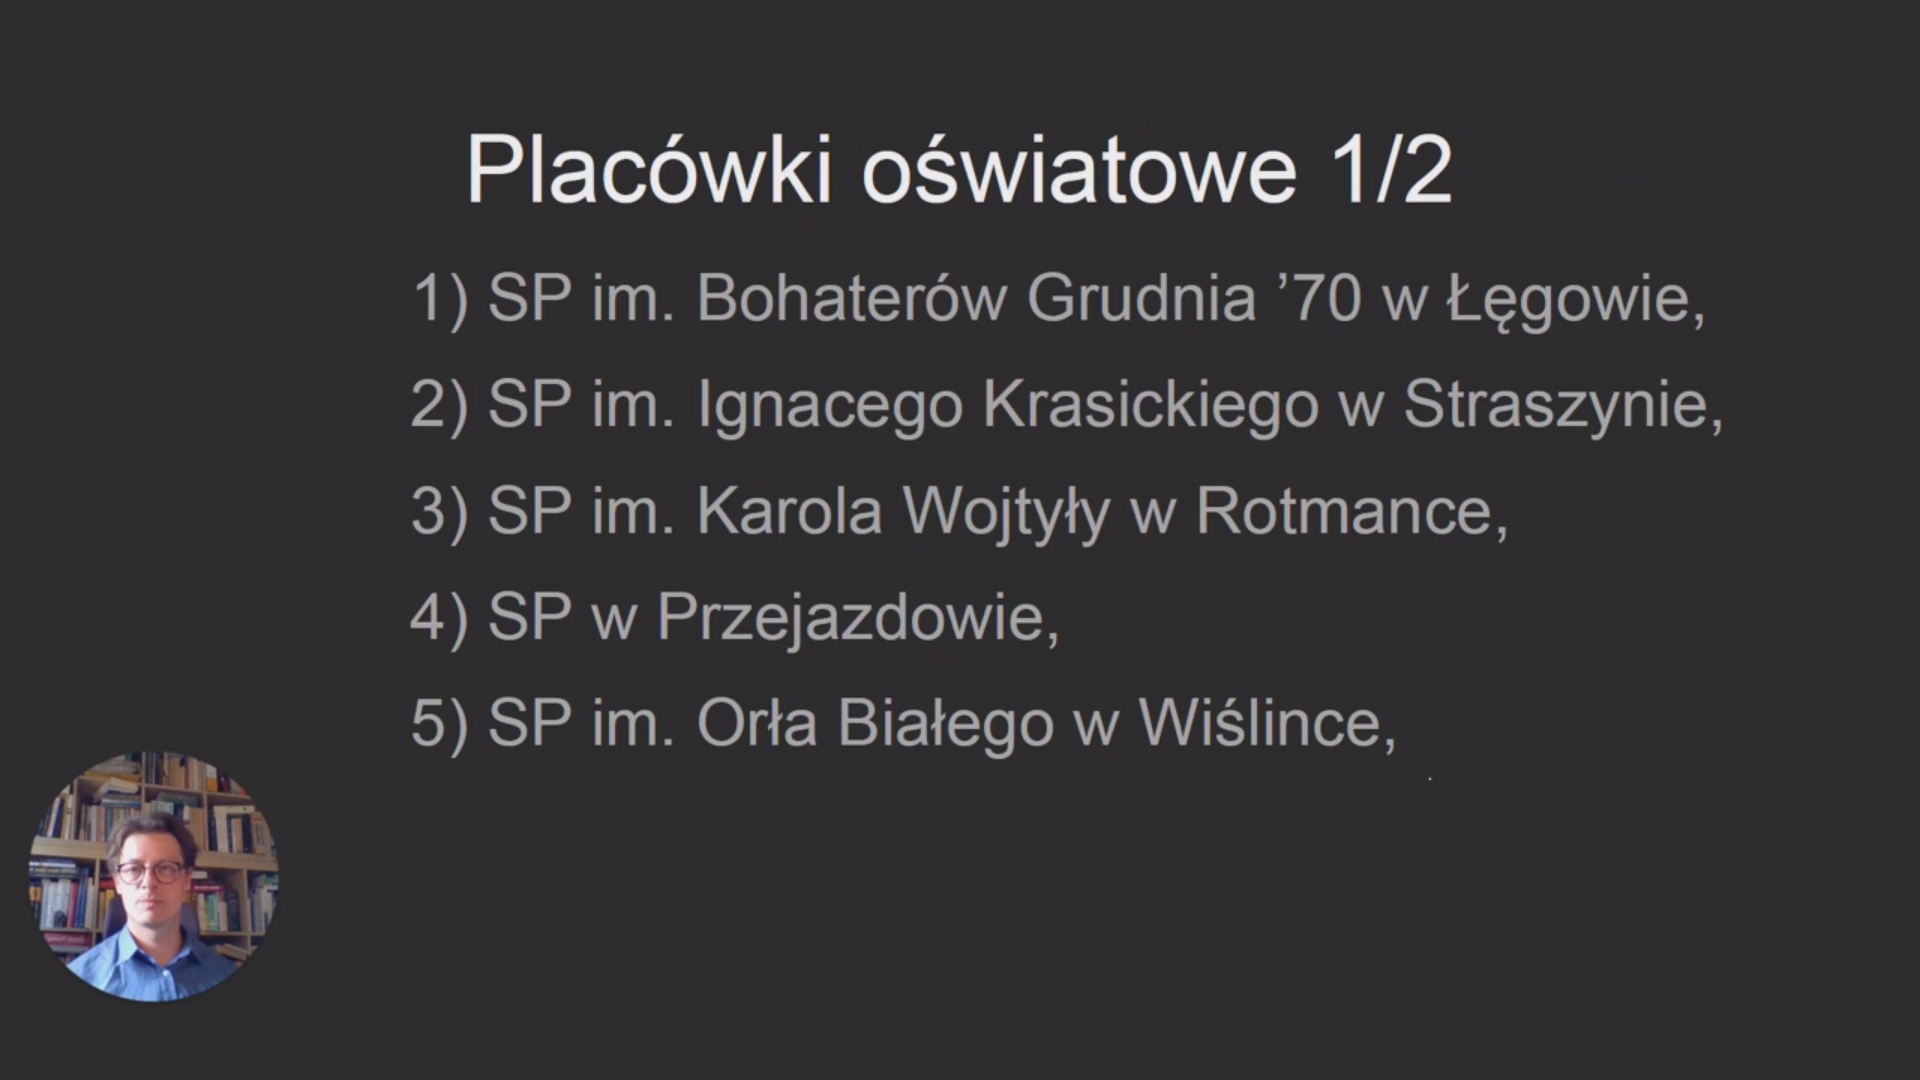 Placówki oświatowe 1/2
1) SP im. Bohaterów Grudnia ’70 w Łęgowie,
2) SP im. Ignacego Krasickiego w Straszynie,
3) SP im. Karola Wojtyły w Rotmance,
4) SP w Przejazdowie,
5) SP im. Orła Białego w Wiślince,